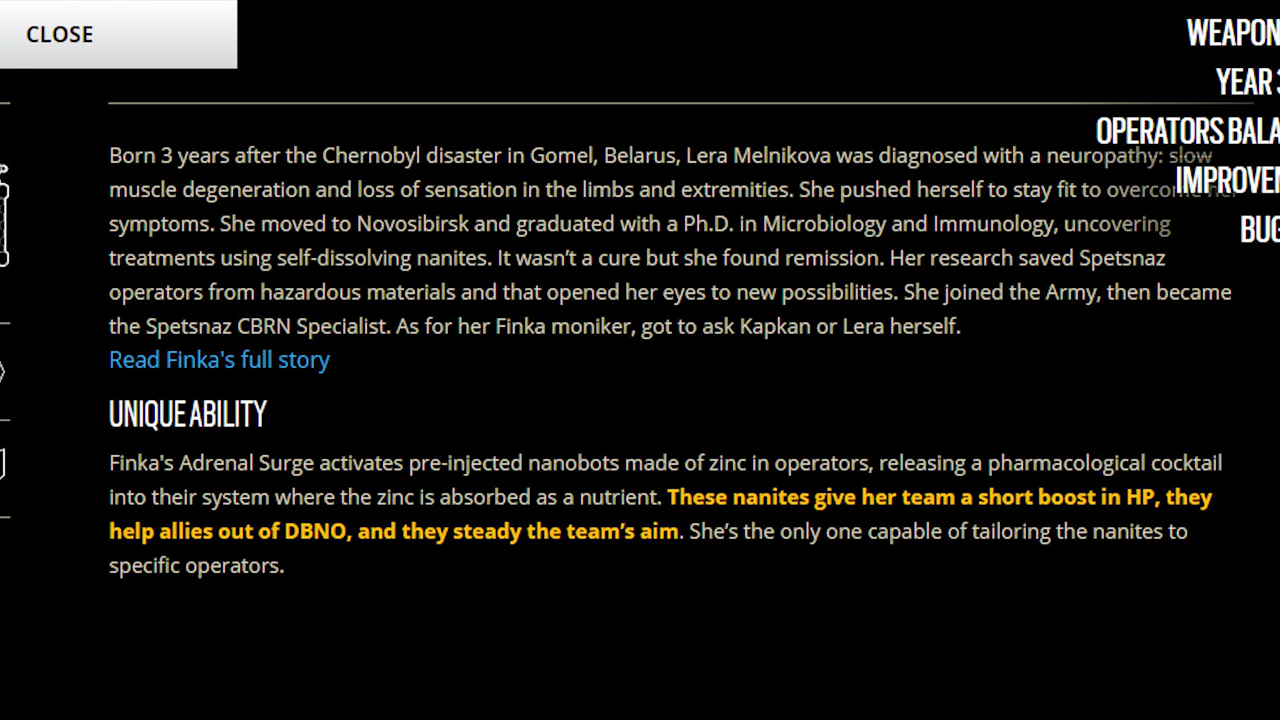 CLOSE
WEAPON
YEAR 3
OPERATORS BALA
IMPROVEM
BUG
Born 3 years after the Chernobyl disaster in Gomel, Belarus, Lera Melnikova was diagnosed with a neuropathy: slow
muscle degeneration and loss of sensation in the limbs and extremities. She pushed herself to stay fit to overcome her
symptoms. She moved to Novosibirsk and graduated with a Ph.D. in Microbiology and Immunology, uncovering
treatments using self-dissolving nanites. It wasn’t a cure but she found remission. Her research saved Spetsnaz
operators from hazardous materials and that opened her eyes to new possibilities. She joined the Army, then became
the Spetsnaz CBRN Specialist. As for her Finka moniker, got to ask Kapkan or Lera herself.
Read Finka's full story
UNIQUE ABILITY
Finka's Adrenal Surge activates pre-injected nanobots made of zinc in operators, releasing a pharmacological cocktail
into their system where the zinc is absorbed as a nutrient. These nanites give her team a short boost in HP, they
help allies out of DBNO, and they steady the team’s aim. She’s the only one capable of tailoring the nanites to
specific operators.